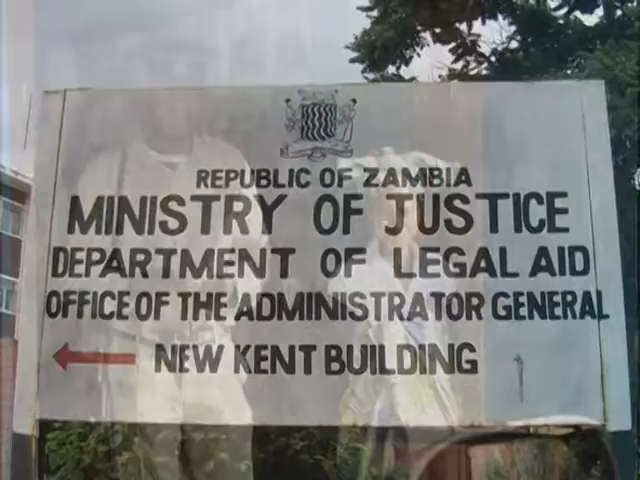 REPUBLIC OF ZAMBIA
MINISTRY OF JUSTICE
DEPARTMENT OF LEGAL AID
OFFICE OF THE ADMINISTRATOR GENERAL
NEW KENT BUILDING